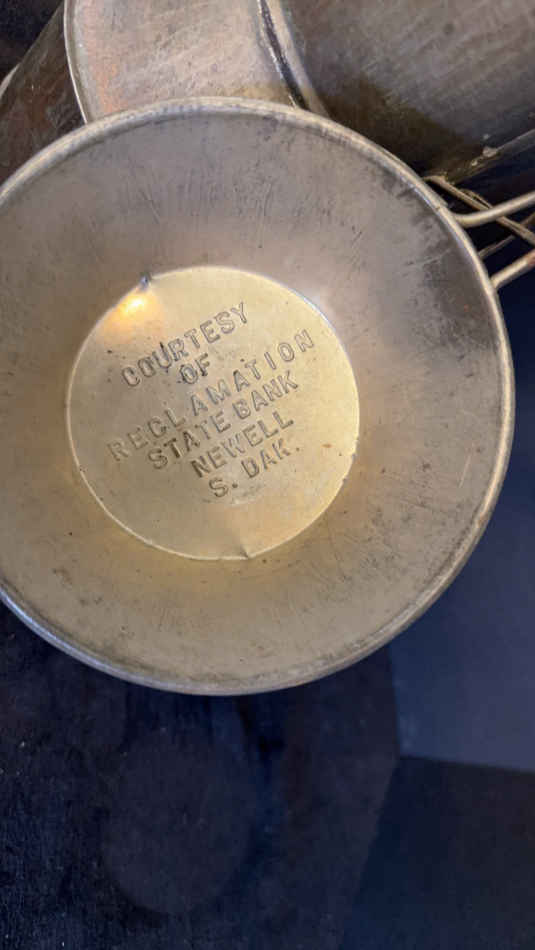 COURTESY
OF
RECLAMATION
STATE BANK
NEWELL
S. DAK.